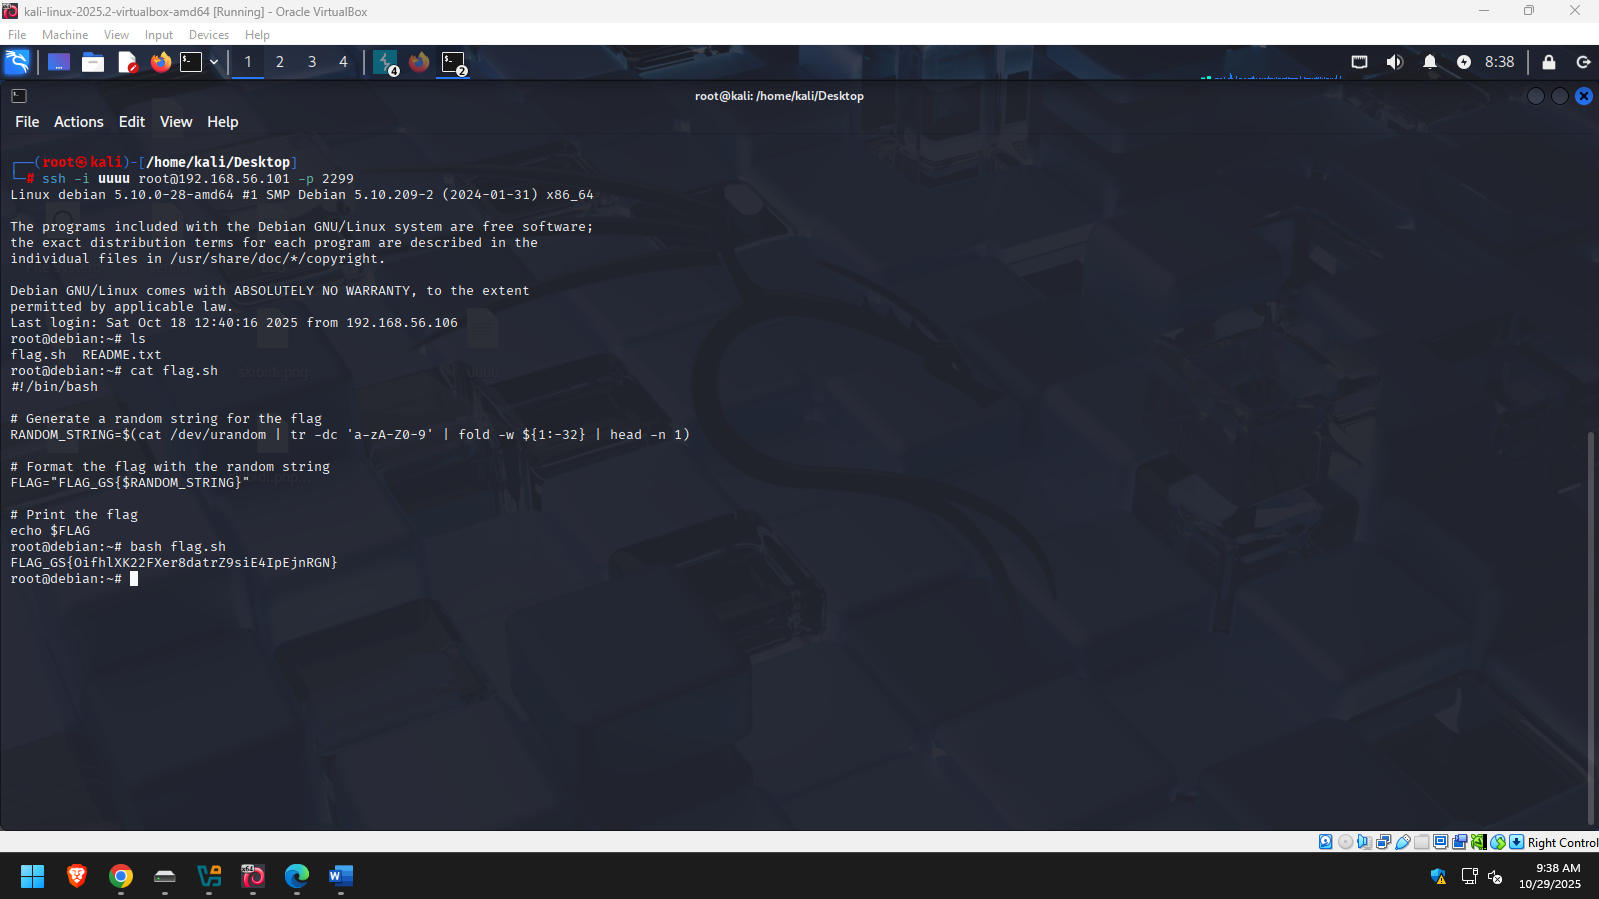 kali-linux-2025.2-virtualbox-amd64 [Running] - Oracle VirtualBox
File Machine View Input Devices Help
1 2 3 4 4 2 8:38
root@kali: /home/kali/Desktop
File Actions Edit View Help
┌──(root㉿kali)-[/home/kali/Desktop]
└─# ssh -i uuuu root@192.168.56.101 -p 2299
Linux debian 5.10.0-28-amd64 #1 SMP Debian 5.10.209-2 (2024-01-31) x86_64
The programs included with the Debian GNU/Linux system are free software;
the exact distribution terms for each program are described in the
individual files in /usr/share/doc/*/copyright.
Debian GNU/Linux comes with ABSOLUTELY NO WARRANTY, to the extent
permitted by applicable law.
Last login: Sat Oct 18 12:40:16 2025 from 192.168.56.106
root@debian:~# ls
flag.sh  README.txt
root@debian:~# cat flag.sh
#!/bin/bash
# Generate a random string for the flag
RANDOM_STRING=$(cat /dev/urandom | tr -dc 'a-zA-Z0-9' | fold -w ${1:-32} | head -n 1)
# Format the flag with the random string
FLAG="FLAG_GS{$RANDOM_STRING}"
# Print the flag
echo $FLAG
root@debian:~# bash flag.sh
FLAG_GS{OifhlXK22FXer8datrZ9siE4IpEjnRGN}
root@debian:~#
Right Control
9:38 AM
10/29/2025